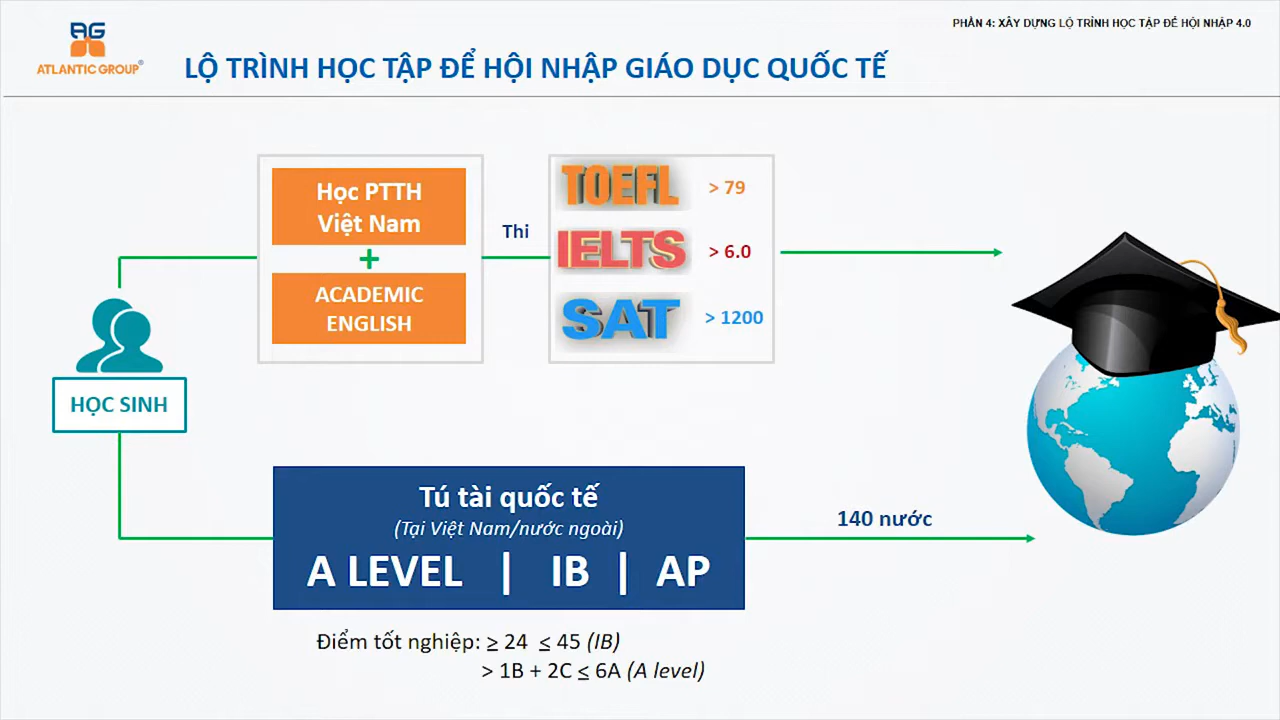 PHẦN 4: XÂY DỰNG LỘ TRÌNH HỌC TẬP ĐỂ HỘI NHẬP 4.0
AG
ATLANTIC GROUP®
LỘ TRÌNH HỌC TẬP ĐỂ HỘI NHẬP GIÁO DỤC QUỐC TẾ
Học PTTH
Việt Nam
+
ACADEMIC
ENGLISH
Thi
TOEFL > 79
IELTS > 6.0
SAT > 1200
HỌC SINH
Tú tài quốc tế
(Tại Việt Nam/nước ngoài)
A LEVEL | IB | AP
140 nước
Điểm tốt nghiệp: ≥ 24 ≤ 45 (IB)
> 1B + 2C ≤ 6A (A level)